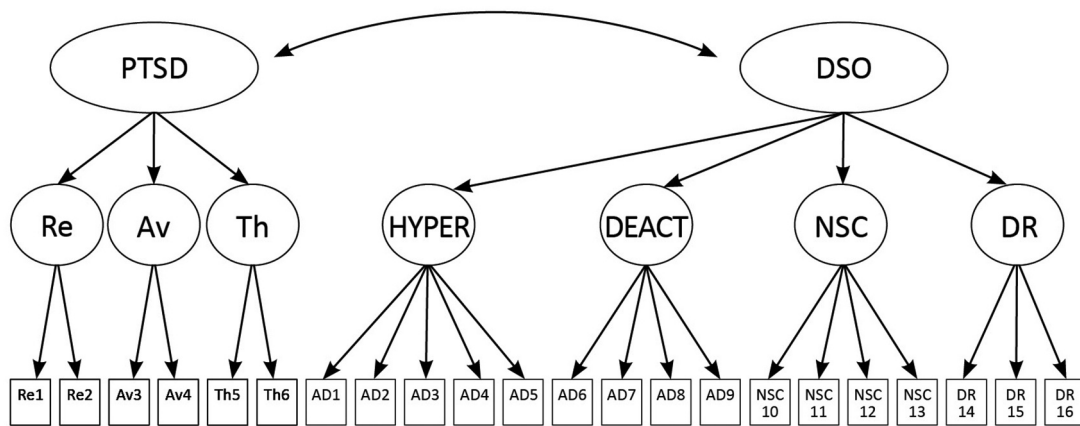 PTSD
DSO
Re
Av
Th
HYPER
DEACT
NSC
DR
Re1
Re2
Av3
Av4
Th5
Th6
AD1
AD2
AD3
AD4
AD5
AD6
AD7
AD8
AD9
NSC
10
NSC
11
NSC
12
NSC
13
DR
14
DR
15
DR
16